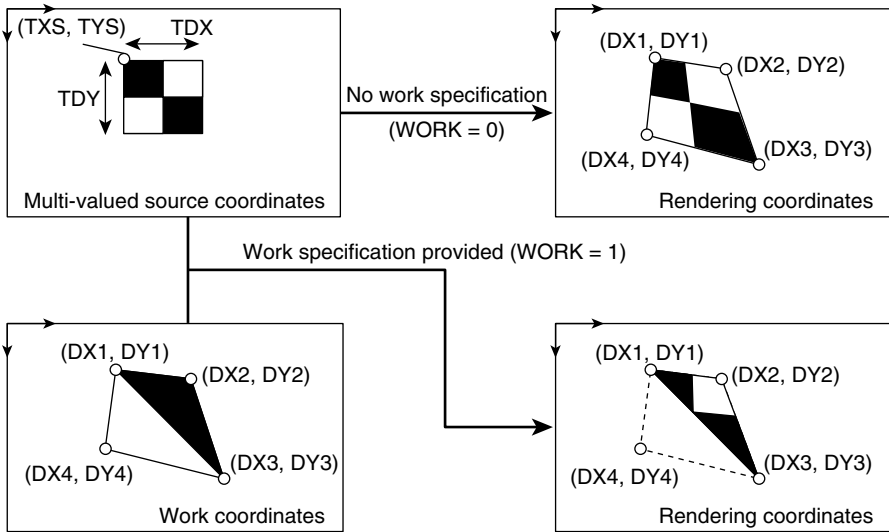 (TXS, TYS)
TDX
TDY
Multi-valued source coordinates
No work specification
(WORK = 0)
(DX1, DY1)
(DX2, DY2)
(DX4, DY4)
(DX3, DY3)
Rendering coordinates
Work specification provided (WORK = 1)
(DX1, DY1)
(DX2, DY2)
(DX4, DY4)
(DX3, DY3)
Work coordinates
(DX1, DY1)
(DX2, DY2)
(DX4, DY4)
(DX3, DY3)
Rendering coordinates